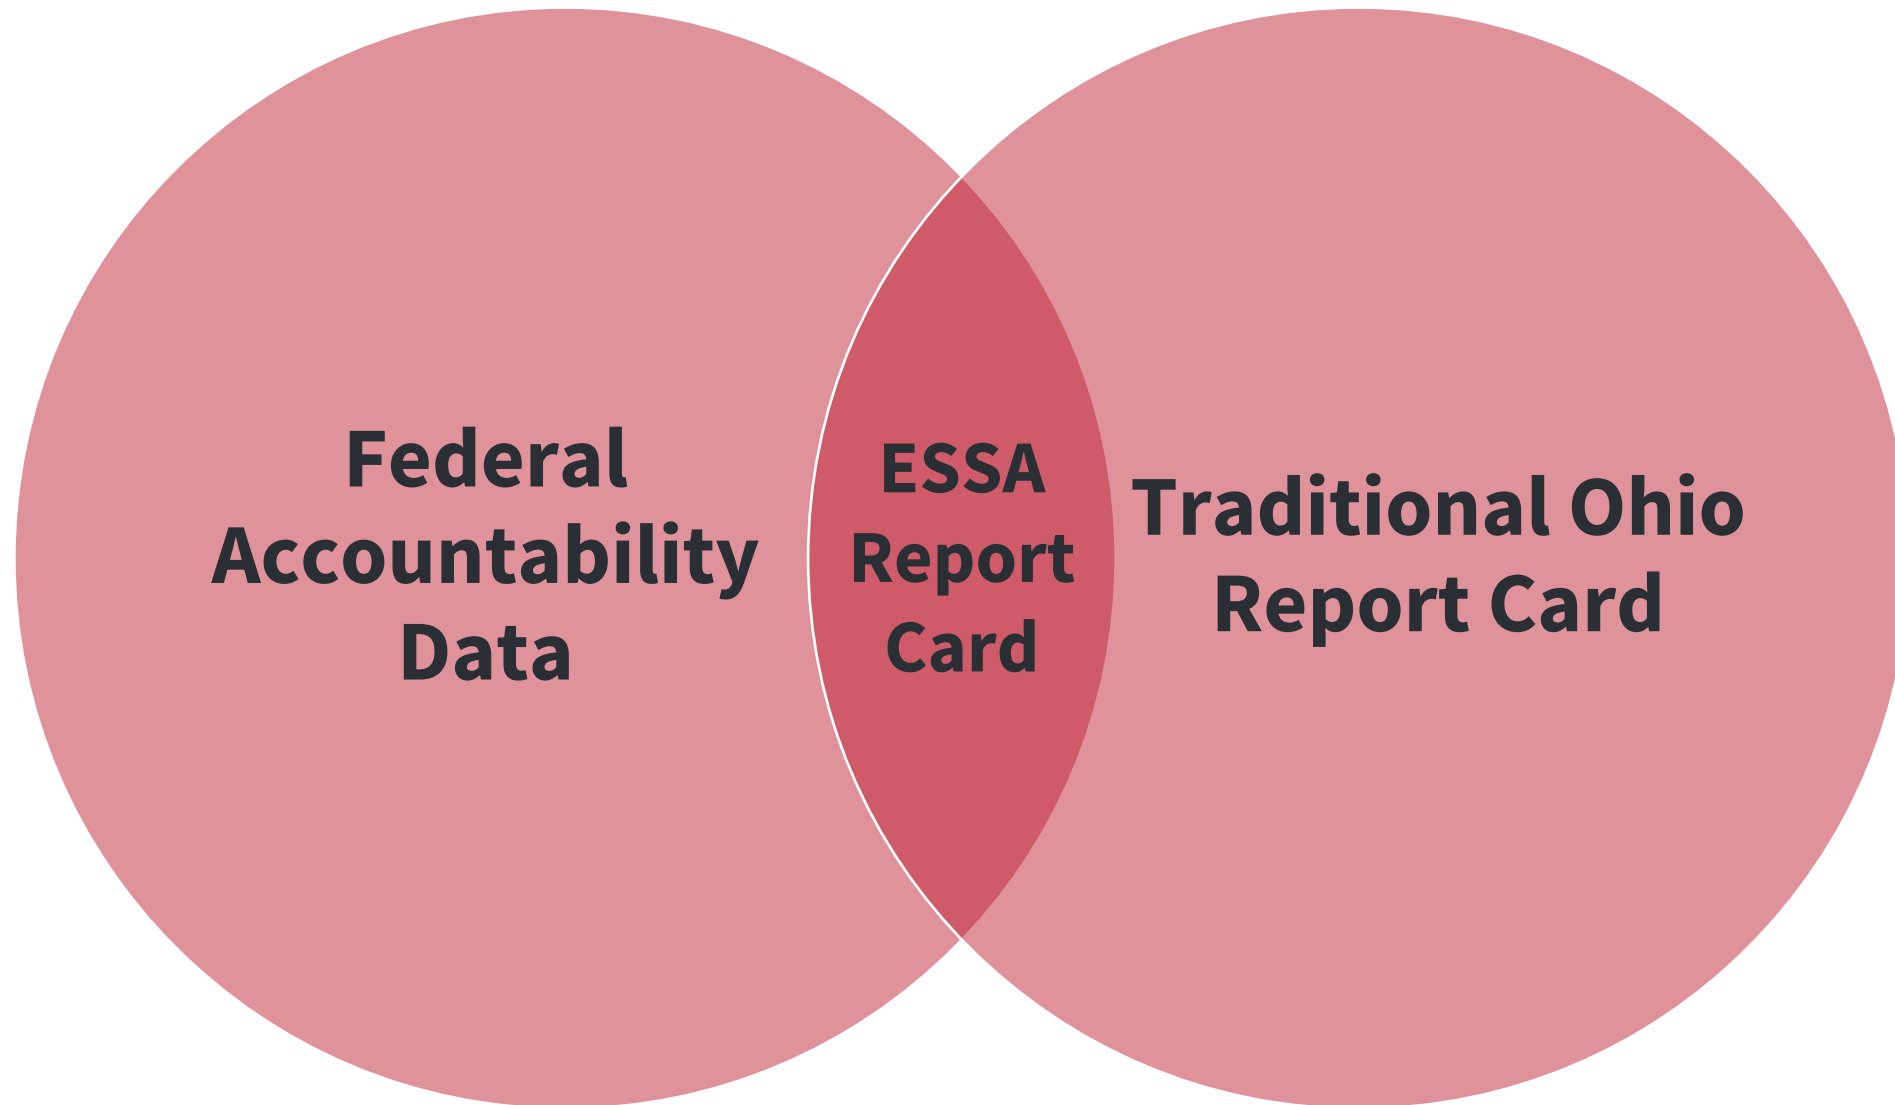 Federal
Accountability
Data
ESSA
Report
Card
Traditional Ohio
Report Card